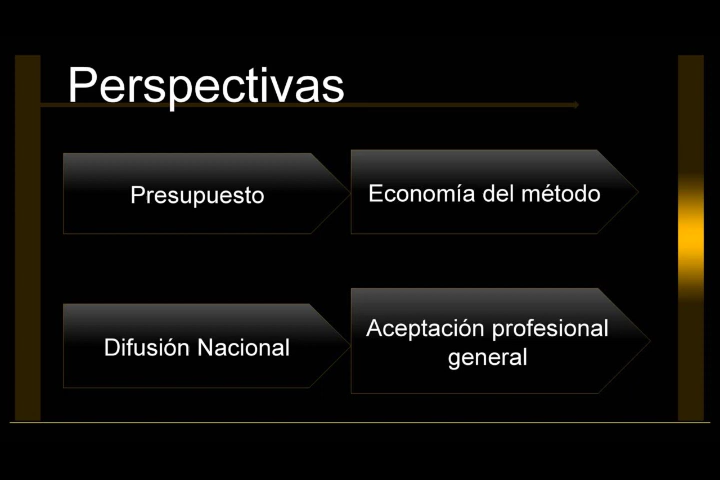 Perspectivas
Presupuesto
Economía del método
Difusión Nacional
Aceptación profesional
general